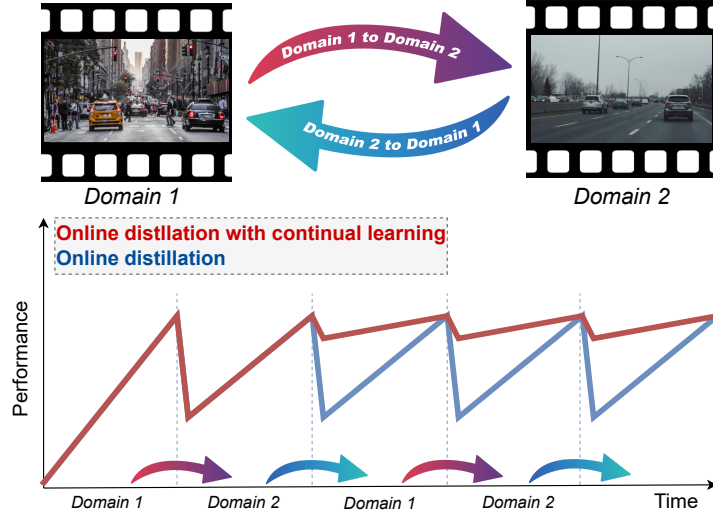 Domain 1 to Domain 2
Domain 2 to Domain 1
Domain 1
Domain 2
Online distllation with continual learning
Online distillation
Performance
Domain 1
Domain 2
Domain 1
Domain 2
Time